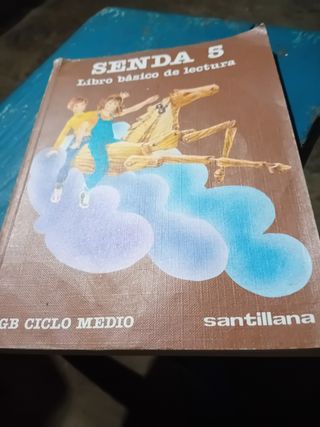 SENDA 5
Libro básico de lectura
GB CICLO MEDIO
santillana